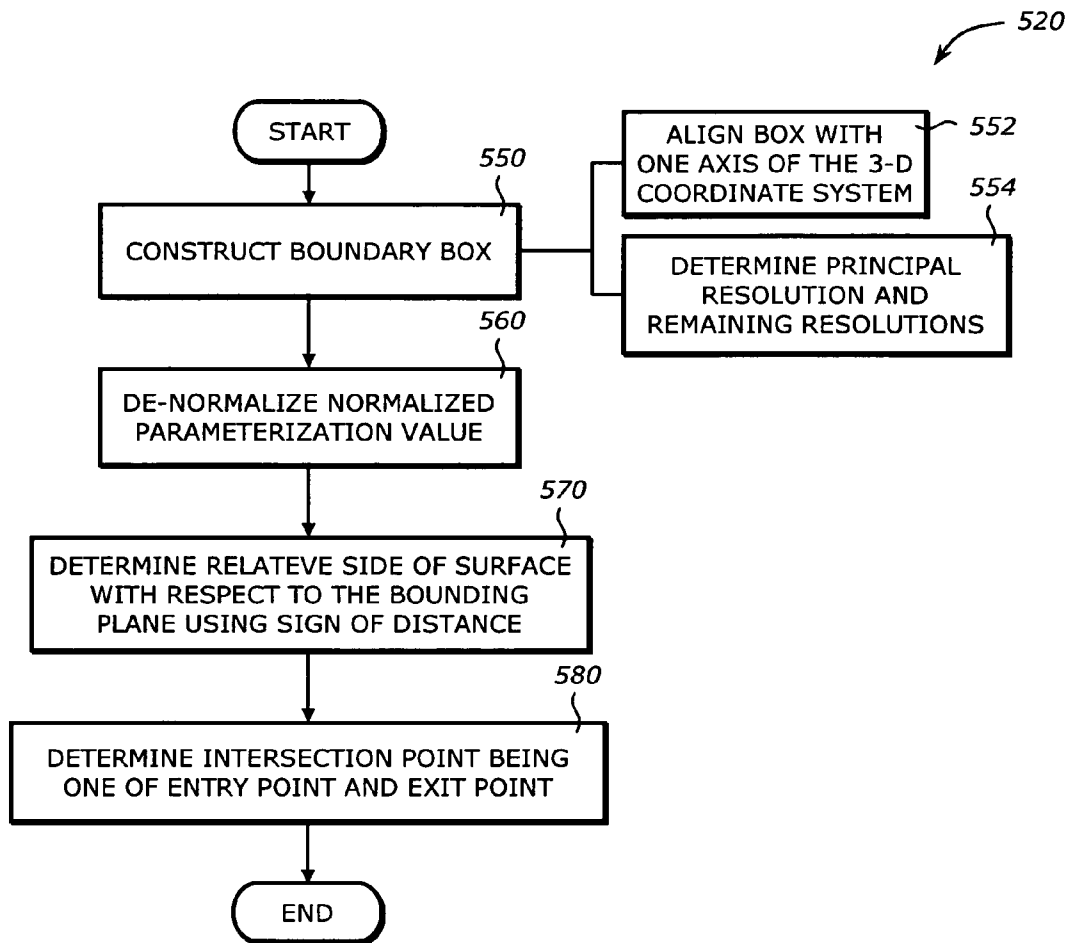 520
START
550
CONSTRUCT BOUNDARY BOX
552
ALIGN BOX WITH
ONE AXIS OF THE 3-D
COORDINATE SYSTEM
554
DETERMINE PRINCIPAL
RESOLUTION AND
REMAINING RESOLUTIONS
560
DE-NORMALIZE NORMALIZED
PARAMETERIZATION VALUE
570
DETERMINE RELATEVE SIDE OF SURFACE
WITH RESPECT TO THE BOUNDING
PLANE USING SIGN OF DISTANCE
580
DETERMINE INTERSECTION POINT BEING
ONE OF ENTRY POINT AND EXIT POINT
END